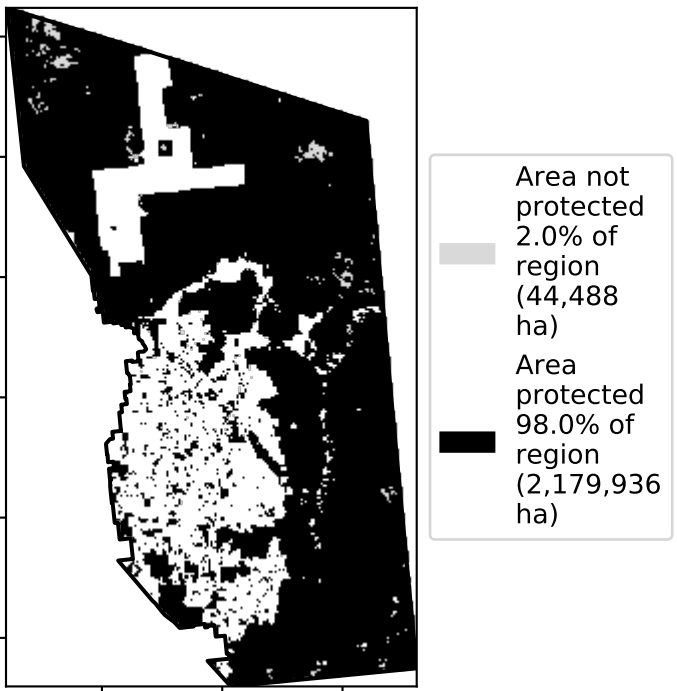 Area not
protected
2.0% of
region
(44,488
ha)
Area
protected
98.0% of
region
(2,179,936
ha)